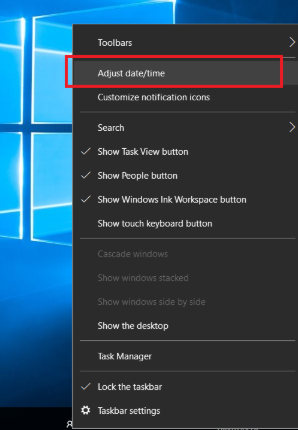 Toolbars
Adjust date/time
Customize notification icons
Search
Show Task View button
Show People button
Show Windows Ink Workspace button
Show touch keyboard button
Cascade windows
Show windows stacked
Show windows side by side
Show the desktop
Task Manager
Lock the taskbar
Taskbar settings